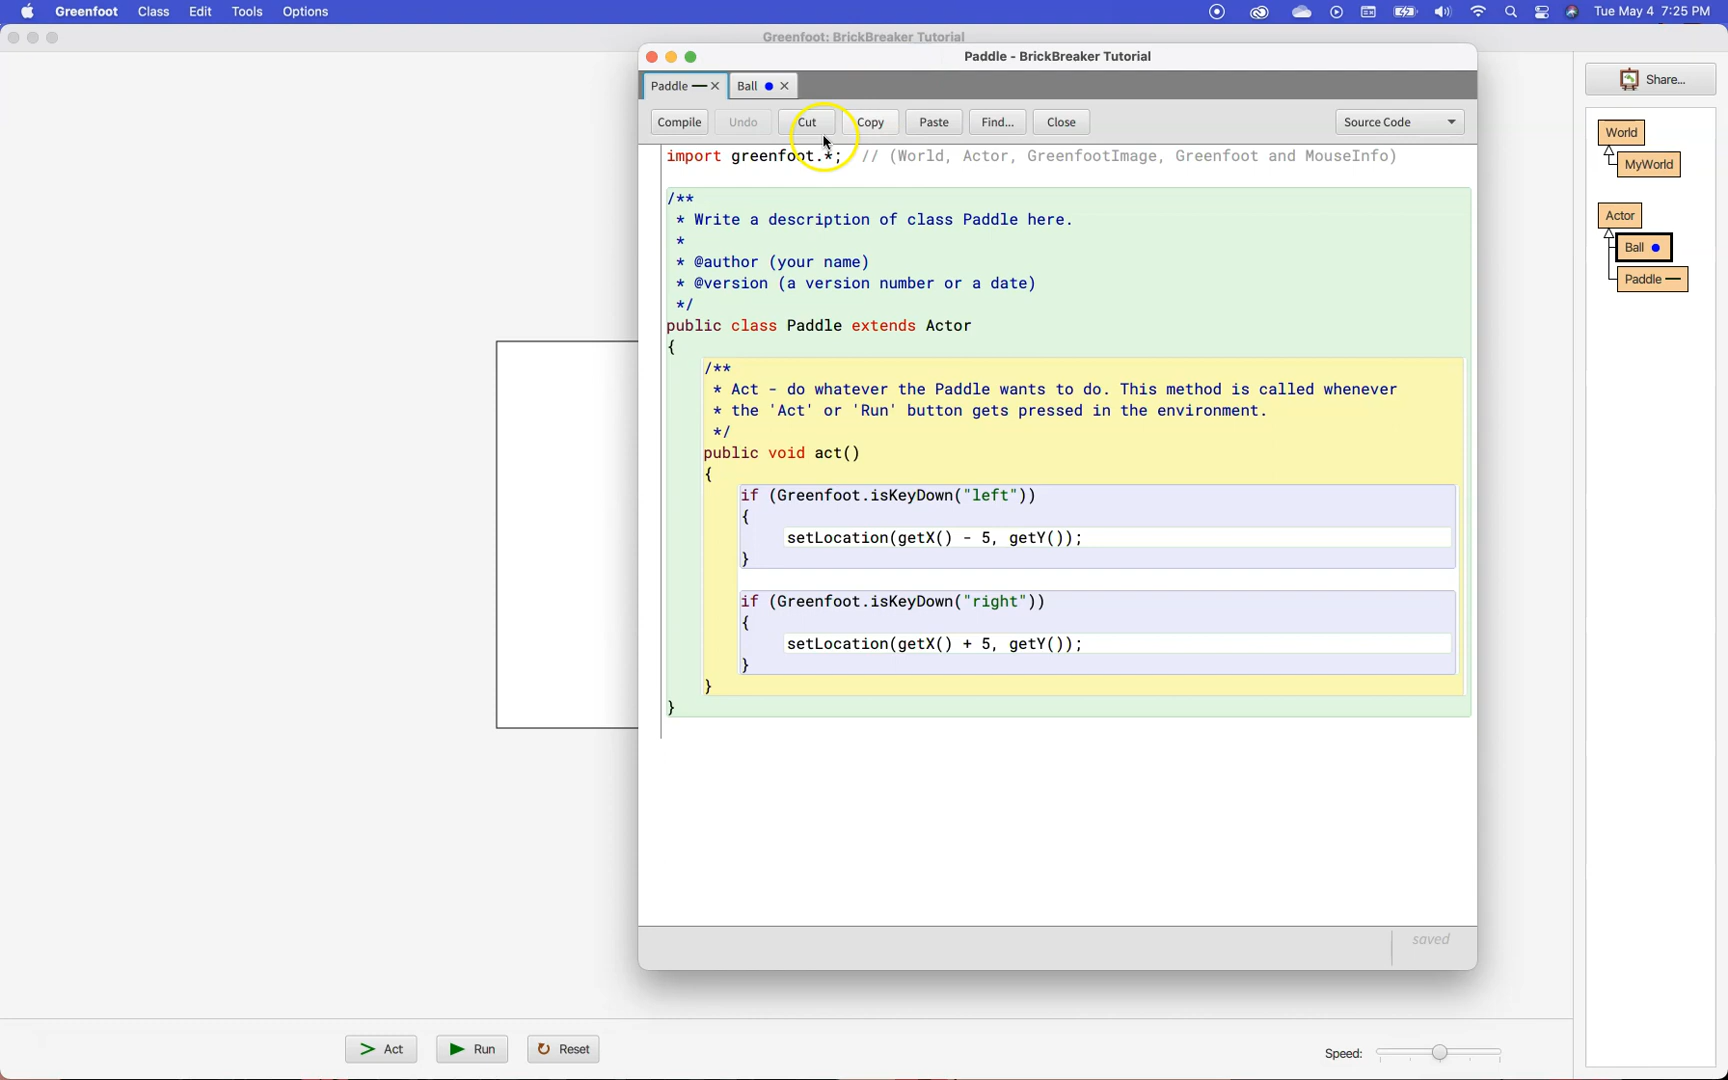 Greenfoot Class Edit Tools Options Tue May 4 7:25 PM
Greenfoot: BrickBreaker Tutorial
Paddle - BrickBreaker Tutorial
Paddle Ball
Compile Undo Cut Copy Paste Find... Close Source Code
import greenfoot.*; // (World, Actor, GreenfootImage, Greenfoot and MouseInfo)
/**
* Write a description of class Paddle here.
*
* @author (your name)
* @version (a version number or a date)
*/
public class Paddle extends Actor
{
/**
* Act - do whatever the Paddle wants to do. This method is called whenever
* the 'Act' or 'Run' button gets pressed in the environment.
*/
public void act()
{
if (Greenfoot.isKeyDown("left"))
{
setLocation(getX() - 5, getY());
}
if (Greenfoot.isKeyDown("right"))
{
setLocation(getX() + 5, getY());
}
}
}
saved
Share...
World
MyWorld
Actor
Ball
Paddle
Act Run Reset Speed: